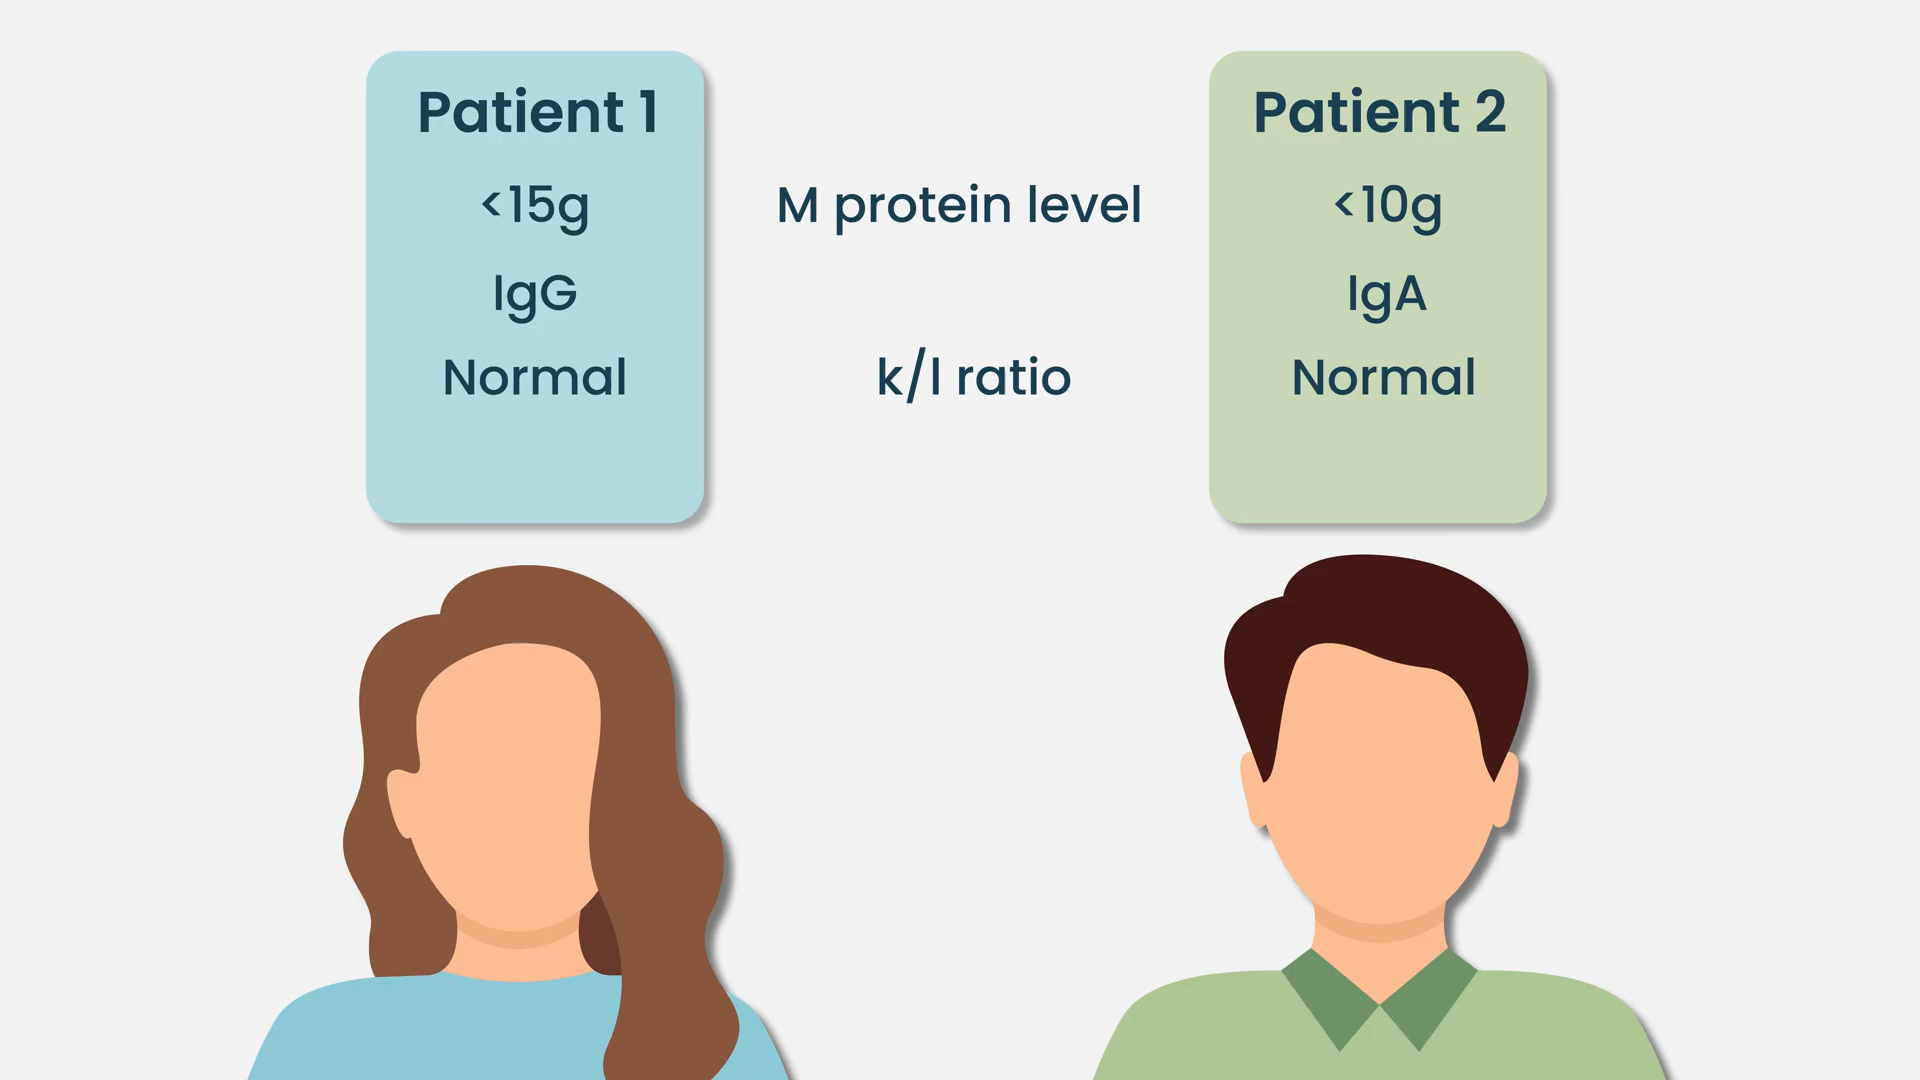 Patient 1
Patient 2
<15g
M protein level
<10g
IgG
IgA
Normal
k/l ratio
Normal